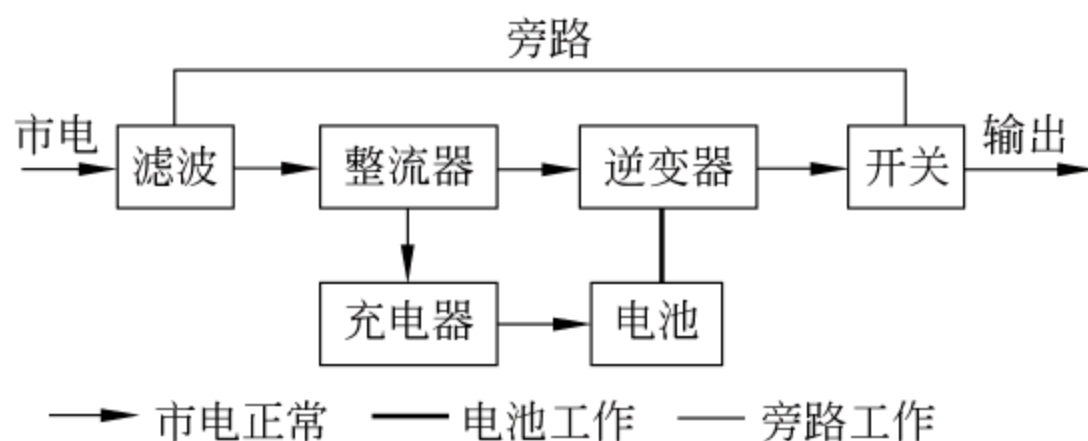 旁路
市电 滤波 整流器 逆变器 开关 输出
充电器 电池
市电正常 电池工作 旁路工作